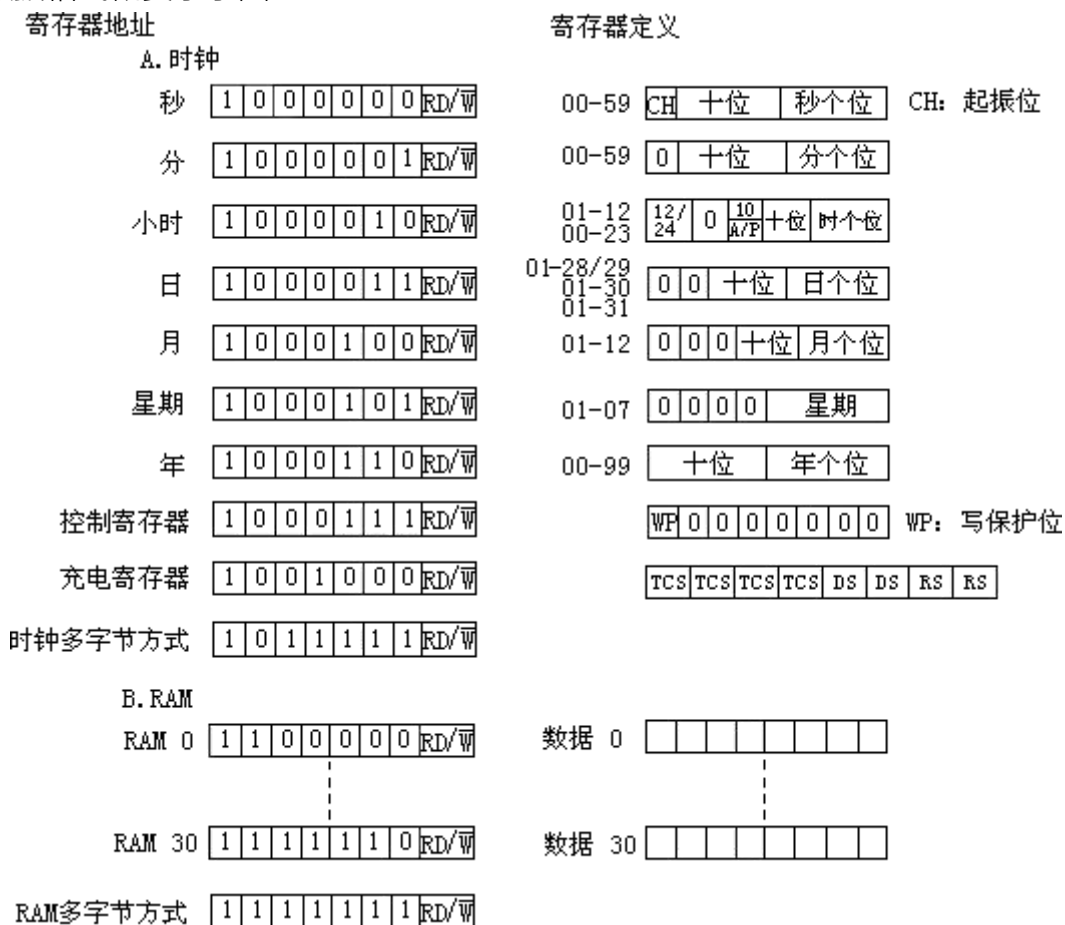 寄存器地址 寄存器定义
A.时钟
秒 1 0 0 0 0 0 0 RD/W̅ 00-59 CH 十位 秒个位 CH: 起振位
分 1 0 0 0 0 0 1 RD/W̅ 00-59 0 十位 分个位
小时 1 0 0 0 0 1 0 RD/W̅ 01-12 00-23 12/24 0 10 A/P 十位 时个位
日 1 0 0 0 0 1 1 RD/W̅ 01-28/29 01-30 01-31 0 0 十位 日个位
月 1 0 0 0 1 0 0 RD/W̅ 01-12 0 0 0 十位 月个位
星期 1 0 0 0 1 0 1 RD/W̅ 01-07 0 0 0 0 星期
年 1 0 0 0 1 1 0 RD/W̅ 00-99 十位 年个位
控制寄存器 1 0 0 0 1 1 1 RD/W̅ WP 0 0 0 0 0 0 0 WP: 写保护位
充电寄存器 1 0 0 1 0 0 0 RD/W̅ TCS TCS TCS TCS DS DS RS RS
时钟多字节方式 1 0 1 1 1 1 1 RD/W̅
B.RAM
RAM 0 1 1 0 0 0 0 0 RD/W̅ 数据 0
RAM 30 1 1 1 1 1 1 0 RD/W̅ 数据 30
RAM多字节方式 1 1 1 1 1 1 1 RD/W̅